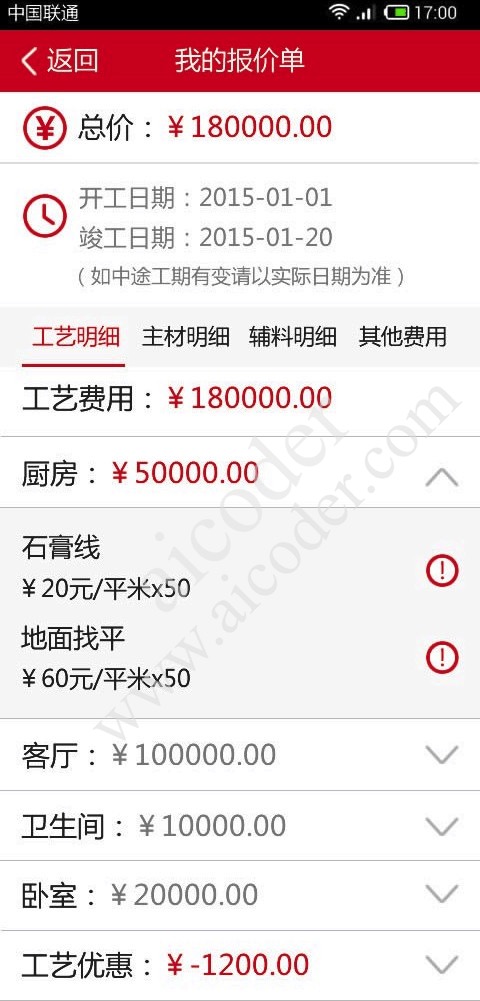 中国联通 17:00
返回 我的报价单
总价：¥180000.00
开工日期：2015-01-01
竣工日期：2015-01-20
（如中途工期有变请以实际日期为准）
工艺明细 主材明细 辅料明细 其他费用
工艺费用：¥180000.00
厨房：¥50000.00
石膏线
¥20元/平米x50
地面找平
¥60元/平米x50
客厅：¥100000.00
卫生间：¥10000.00
卧室：¥20000.00
工艺优惠：¥-1200.00
aicoder
www.aicoder.com